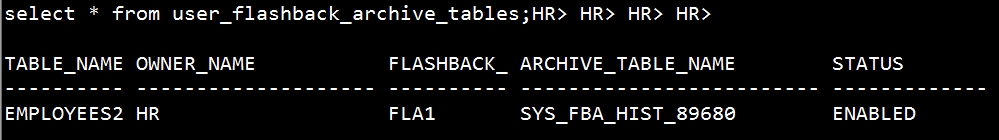 select * from user_flashback_archive_tables;HR> HR> HR> HR>
TABLE_NAME OWNER_NAME           FLASHBACK_ ARCHIVE_TABLE_NAME        STATUS
---------- -------------------- ---------- ------------------------- -------------
EMPLOYEES2 HR                   FLA1       SYS_FBA_HIST_89680        ENABLED